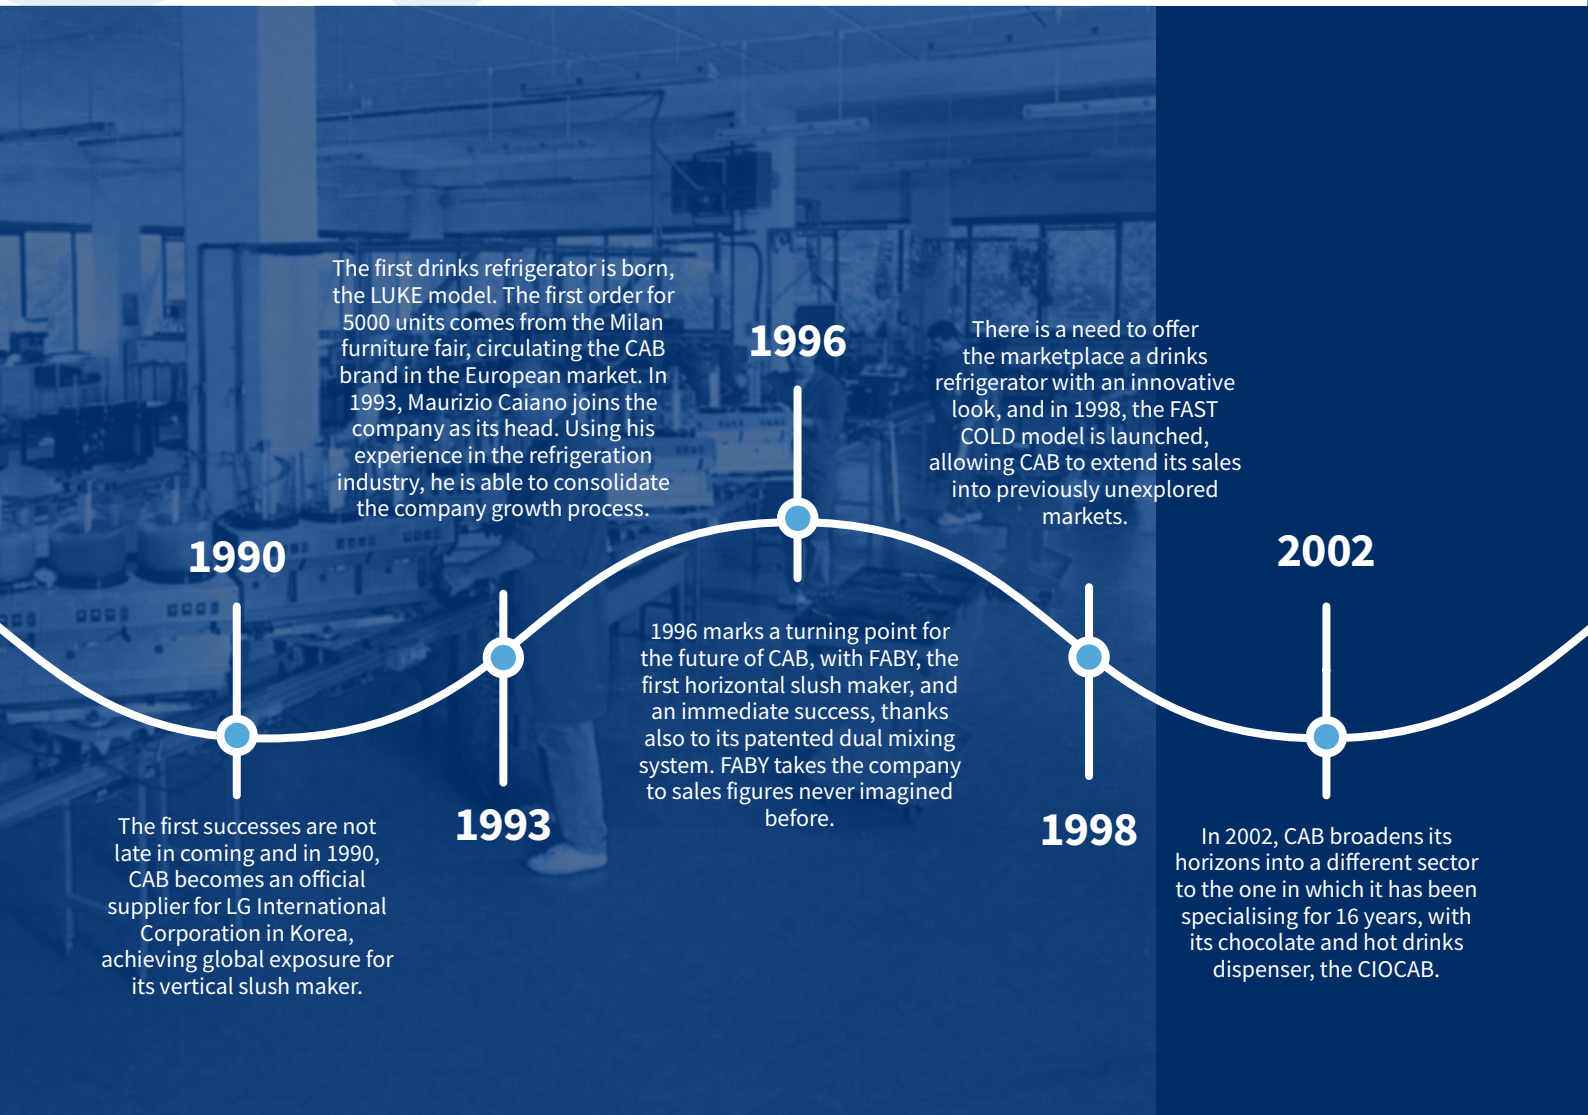 1990
The first successes are not
late in coming and in 1990,
CAB becomes an official
supplier for LG International
Corporation in Korea,
achieving global exposure for
its vertical slush maker.
The first drinks refrigerator is born,
the LUKE model. The first order for
5000 units comes from the Milan
furniture fair, circulating the CAB
brand in the European market. In
1993, Maurizio Caiano joins the
company as its head. Using his
experience in the refrigeration
industry, he is able to consolidate
the company growth process.
1993
1996
1996 marks a turning point for
the future of CAB, with FABY, the
first horizontal slush maker, and
an immediate success, thanks
also to its patented dual mixing
system. FABY takes the company
to sales figures never imagined
before.
There is a need to offer
the marketplace a drinks
refrigerator with an innovative
look, and in 1998, the FAST
COLD model is launched,
allowing CAB to extend its sales
into previously unexplored
markets.
1998
2002
In 2002, CAB broadens its
horizons into a different sector
to the one in which it has been
specialising for 16 years, with
its chocolate and hot drinks
dispenser, the CIOCAB.